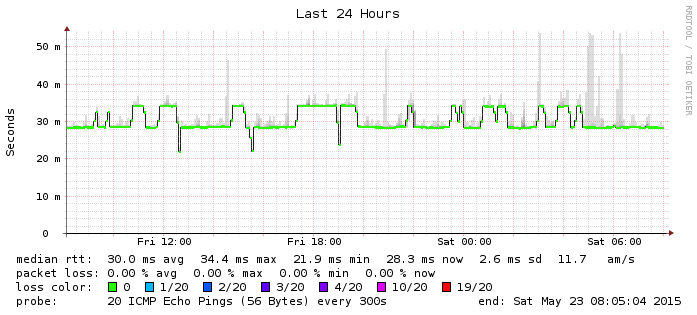 Last 24 Hours
RRDTOOL / TOBI OETIKER
Seconds
50 m
40 m
30 m
20 m
10 m
0
Fri 12:00 Fri 18:00 Sat 00:00 Sat 06:00
median rtt: 30.0 ms avg 34.4 ms max 21.9 ms min 28.3 ms now 2.6 ms sd 11.7 am/s
packet loss: 0.00 % avg 0.00 % max 0.00 % min 0.00 % now
loss color: 0 1/20 2/20 3/20 4/20 10/20 19/20
probe: 20 ICMP Echo Pings (56 Bytes) every 300s end: Sat May 23 08:05:04 2015